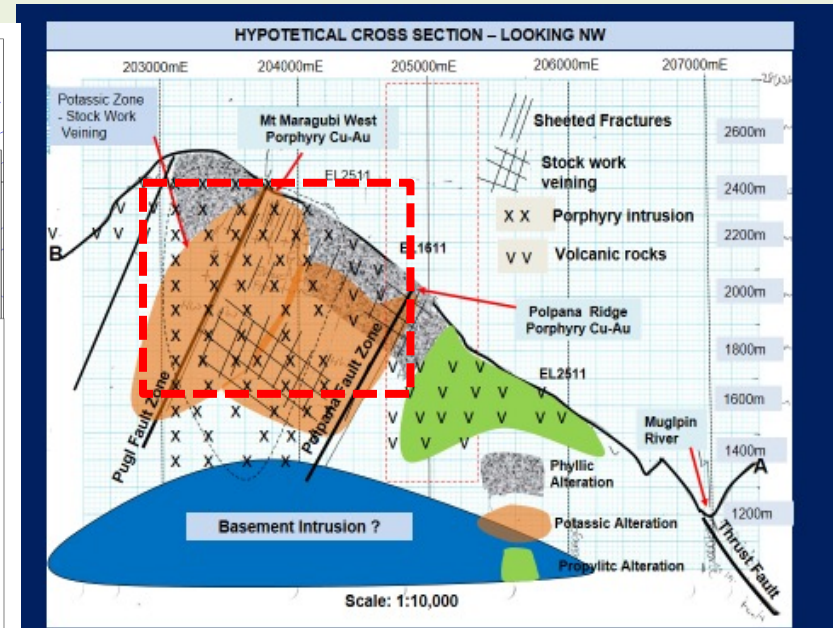 HYPOTETICAL CROSS SECTION – LOOKING NW
203000mE
204000mE
205000mE
206000mE
207000mE
Potassic Zone
- Stock Work
Veining
Mt Maragubi West
Porphyry Cu-Au
Sheeted Fractures
2600m
Stock work
veining
EL2511
2400m
X X
Porphyry intrusion
2200m
B
EL1611
V V
Volcanic rocks
2000m
Polpana Ridge
Porphyry Cu-Au
1800m
EL2511
1600m
Pugl Fault Zone
Polpana Fault Zone
Muglpin
River
1400m
A
Phyllic
Alteration
1200m
Basement Intrusion ?
Potassic Alteration
Propylitc Alteration
Thrust Fault
Scale: 1:10,000